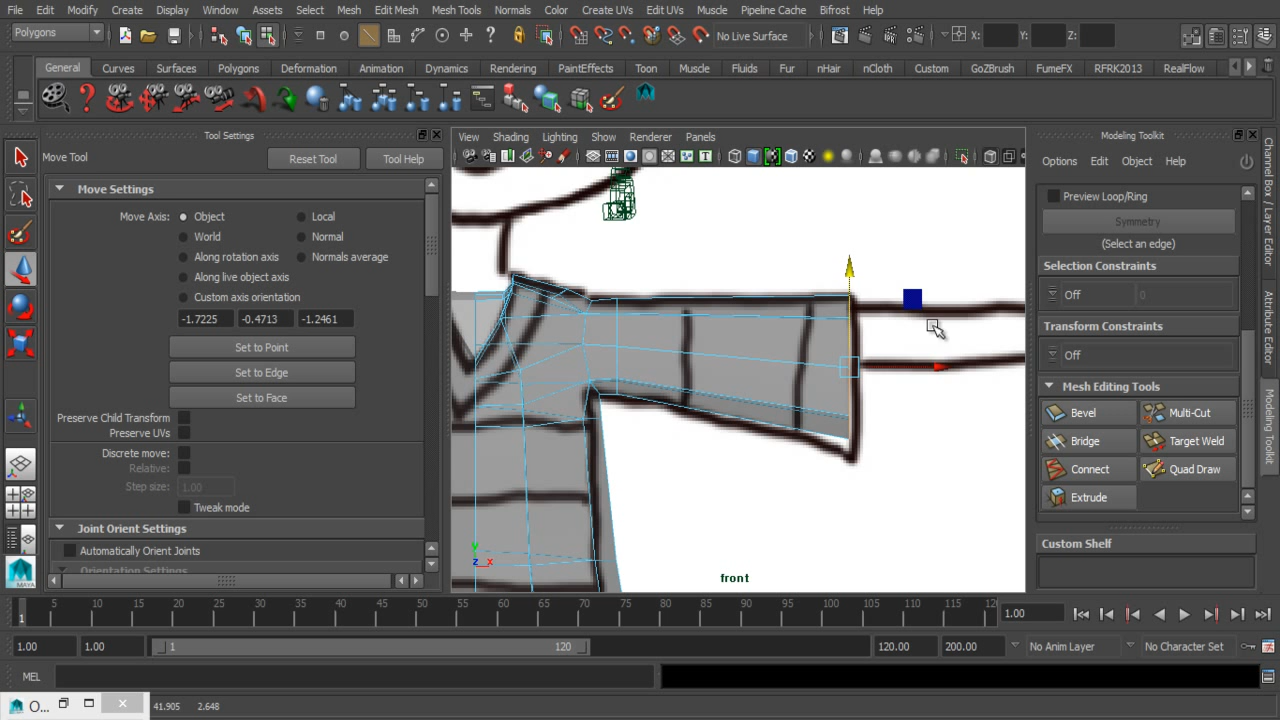 File Edit Modify Create Display Window Assets Select Mesh Edit Mesh Mesh Tools Normals Color Create UVs Edit UVs Muscle Pipeline Cache Bifrost Help
Polygons No Live Surface X: Y: Z:
General Curves Surfaces Polygons Deformation Animation Dynamics Rendering PaintEffects Toon Muscle Fluids Fur nHair nCloth Custom GoZBrush FumeFX RFRK2013 RealFlow
Tool Settings
Move Tool Reset Tool Tool Help
Move Settings
Move Axis: Object Local
World Normal
Along rotation axis Normals average
Along live object axis
Custom axis orientation
-1.7225 -0.4713 -1.2461
Set to Point
Set to Edge
Set to Face
Preserve Child Transform
Preserve UVs
Discrete move:
Relative:
Step size: 1.00
Tweak mode
Joint Orient Settings
Automatically Orient Joints
Orientation Settings
View Shading Lighting Show Renderer Panels
y
z x
front
Modeling Toolkit
Options Edit Object Help
Preview Loop/Ring
Symmetry
(Select an edge)
Selection Constraints
Off 0
Transform Constraints
Off
Mesh Editing Tools
Bevel Multi-Cut
Bridge Target Weld
Connect Quad Draw
Extrude
Custom Shelf
Channel Box / Layer Editor
Attribute Editor
Modeling Toolkit
1 5 10 15 20 25 30 35 40 45 50 55 60 65 70 75 80 85 90 95 100 105 110 115 12
1.00
1.00 1.00 1 120 120.00 200.00 No Anim Layer No Character Set
MEL
MAYA
O... 41.905 2.648